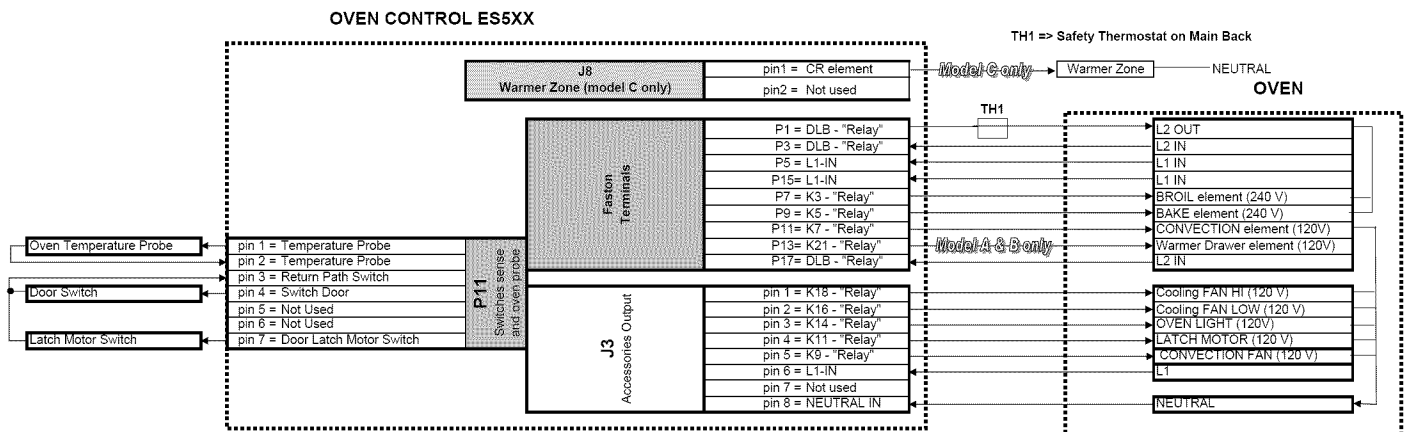 OVEN CONTROL ES5XX
TH1 => Safety Thermostat on Main Back
J8
Warmer Zone (model C only)
pin1 = CR element
pin2 = Not used
Model C only
Warmer Zone
NEUTRAL
OVEN
TH1
Faston
Terminals
P1 = DLB - "Relay"
P3 = DLB - "Relay"
P5 = L1-IN
P15= L1-IN
P7 = K3 - "Relay"
P9 = K5 - "Relay"
P11= K7 - "Relay"
P13= K21 - "Relay"
P17= DLB - "Relay"
Model A & B only
L2 OUT
L2 IN
L1 IN
L1 IN
BROIL element (240 V)
BAKE element (240 V)
CONVECTION element (120V)
Warmer Drawer element (120V)
L2 IN
Oven Temperature Probe
Door Switch
Latch Motor Switch
pin 1 = Temperature Probe
pin 2 = Temperature Probe
pin 3 = Return Path Switch
pin 4 = Switch Door
pin 5 = Not Used
pin 6 = Not Used
pin 7 = Door Latch Motor Switch
P11
Switches sense
and oven probe
J3
Accessories Output
pin 1 = K18 - "Relay"
pin 2 = K16 - "Relay"
pin 3 = K14 - "Relay"
pin 4 = K11 - "Relay"
pin 5 = K9 - "Relay"
pin 6 = L1-IN
pin 7 = Not used
pin 8 = NEUTRAL IN
Cooling FAN HI (120 V)
Cooling FAN LOW (120 V)
OVEN LIGHT (120V)
LATCH MOTOR (120 V)
CONVECTION FAN (120 V)
L1
NEUTRAL